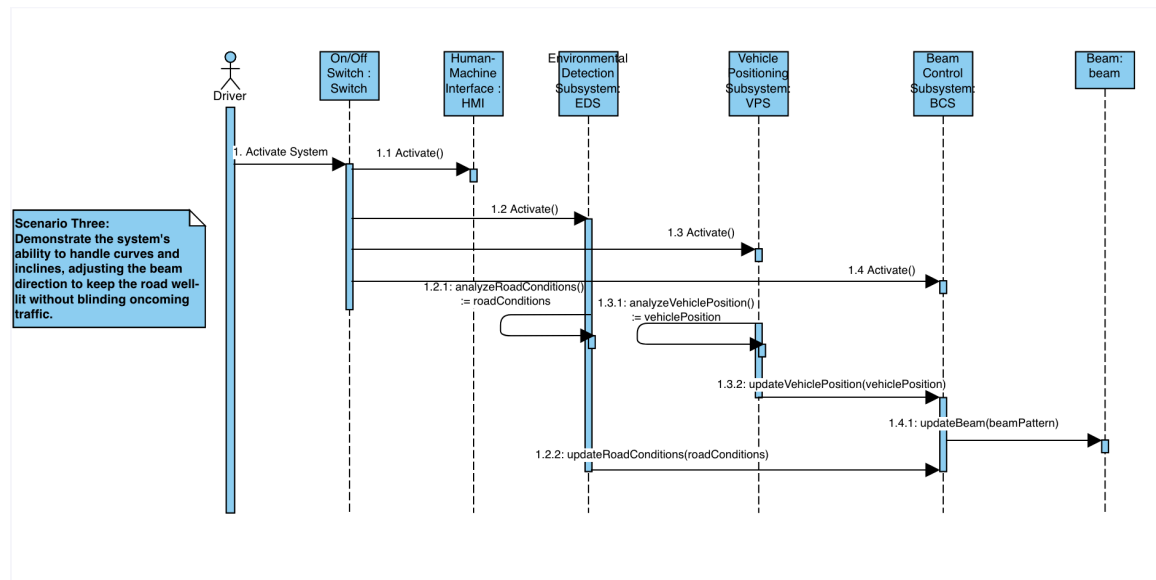 Driver
On/Off
Switch :
Switch
Human-
Machine
Interface :
HMI
Environmental
Detection
Subsystem:
EDS
Vehicle
Positioning
Subsystem:
VPS
Beam
Control
Subsystem:
BCS
Beam:
beam
1. Activate System
1.1 Activate()
1.2 Activate()
1.3 Activate()
1.4 Activate()
Scenario Three:
Demonstrate the system's
ability to handle curves and
inclines, adjusting the beam
direction to keep the road well-
lit without blinding oncoming
traffic.
1.2.1: analyzeRoadConditions()
:= roadConditions
1.3.1: analyzeVehiclePosition()
:= vehiclePosition
1.3.2: updateVehiclePosition(vehiclePosition)
1.4.1: updateBeam(beamPattern)
1.2.2: updateRoadConditions(roadConditions)